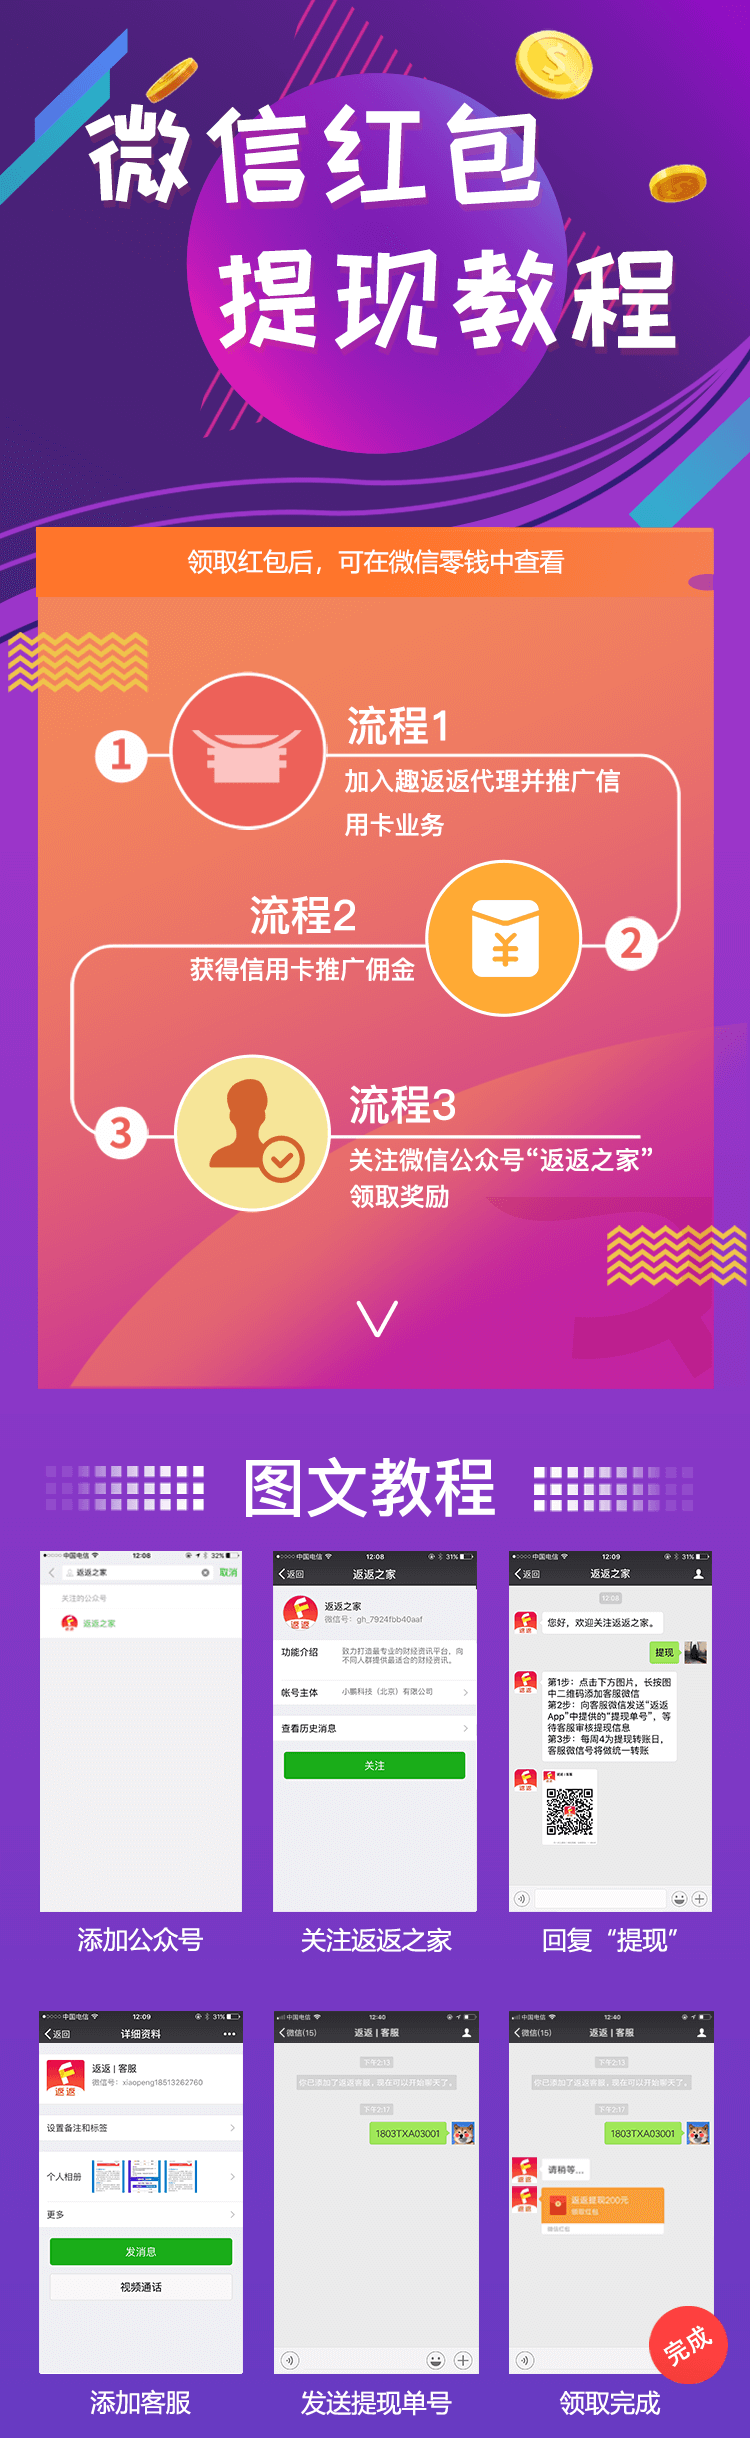 微信红包
提现教程
领取红包后，可在微信零钱中查看
1
流程1
加入趣返返代理并推广信
用卡业务
流程2
获得信用卡推广佣金
2
3
流程3
关注微信公众号“返返之家”
领取奖励
图文教程
中国电信 12:08 32%
返返之家 取消
关注的公众号
返返之家
添加公众号
中国电信 12:08 31%
返回 返返之家
返返之家
微信号：gh_7924fbb40aaf
功能介绍 致力打造最专业的财经资讯平台，向
不同人群提供最适合的财经资讯。
帐号主体 小鹏科技（北京）有限公司
查看历史消息
关注
关注返返之家
中国电信 12:09 31%
返回 返返之家
12:08
您好，欢迎关注返返之家。
提现
第1步：点击下方图片，长按图
中二维码添加客服微信
第2步：向客服微信发送“返返
App”中提供的“提现单号”，等
待客服审核提现信息
第3步：每周4为提现转账日，
客服微信号将做统一转账
返返 | 客服
回复“提现”
中国电信 12:09 31%
返回 详细资料
返返 | 客服
微信号：xiaopeng18513262760
设置备注和标签
个人相册
更多
发消息
视频通话
添加客服
中国电信 12:40
微信(15) 返返 | 客服
下午2:13
你已添加了返返客服，现在可以开始聊天了。
下午2:17
1803TXA03001
发送提现单号
中国电信 12:40
微信(15) 返返 | 客服
下午2:13
你已添加了返返客服，现在可以开始聊天了。
下午2:17
1803TXA03001
请稍等...
返返提现200元
领取红包
微信红包
完成
领取完成